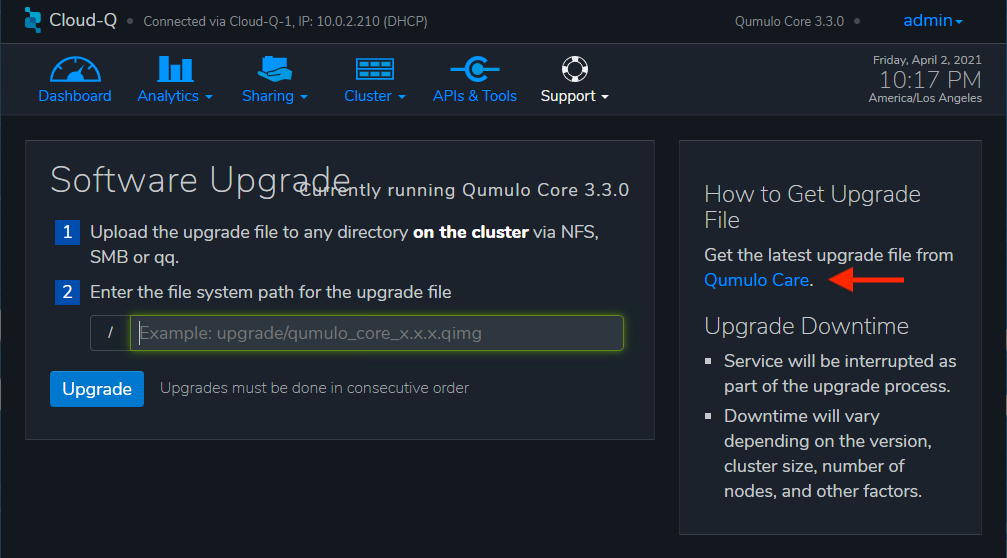 Cloud-Q • Connected via Cloud-Q-1, IP: 10.0.2.210 (DHCP) Qumulo Core 3.3.0 • admin
Dashboard Analytics Sharing Cluster APIs & Tools Support
Friday, April 2, 2021
10:17 PM
America/Los Angeles
Software Upgrade
Currently running Qumulo Core 3.3.0
1 Upload the upgrade file to any directory on the cluster via NFS,
SMB or qq.
2 Enter the file system path for the upgrade file
/ Example: upgrade/qumulo_core_x.x.x.qimg
Upgrade Upgrades must be done in consecutive order
How to Get Upgrade
File
Get the latest upgrade file from
Qumulo Care.
Upgrade Downtime
Service will be interrupted as
part of the upgrade process.
Downtime will vary
depending on the version,
cluster size, number of
nodes, and other factors.